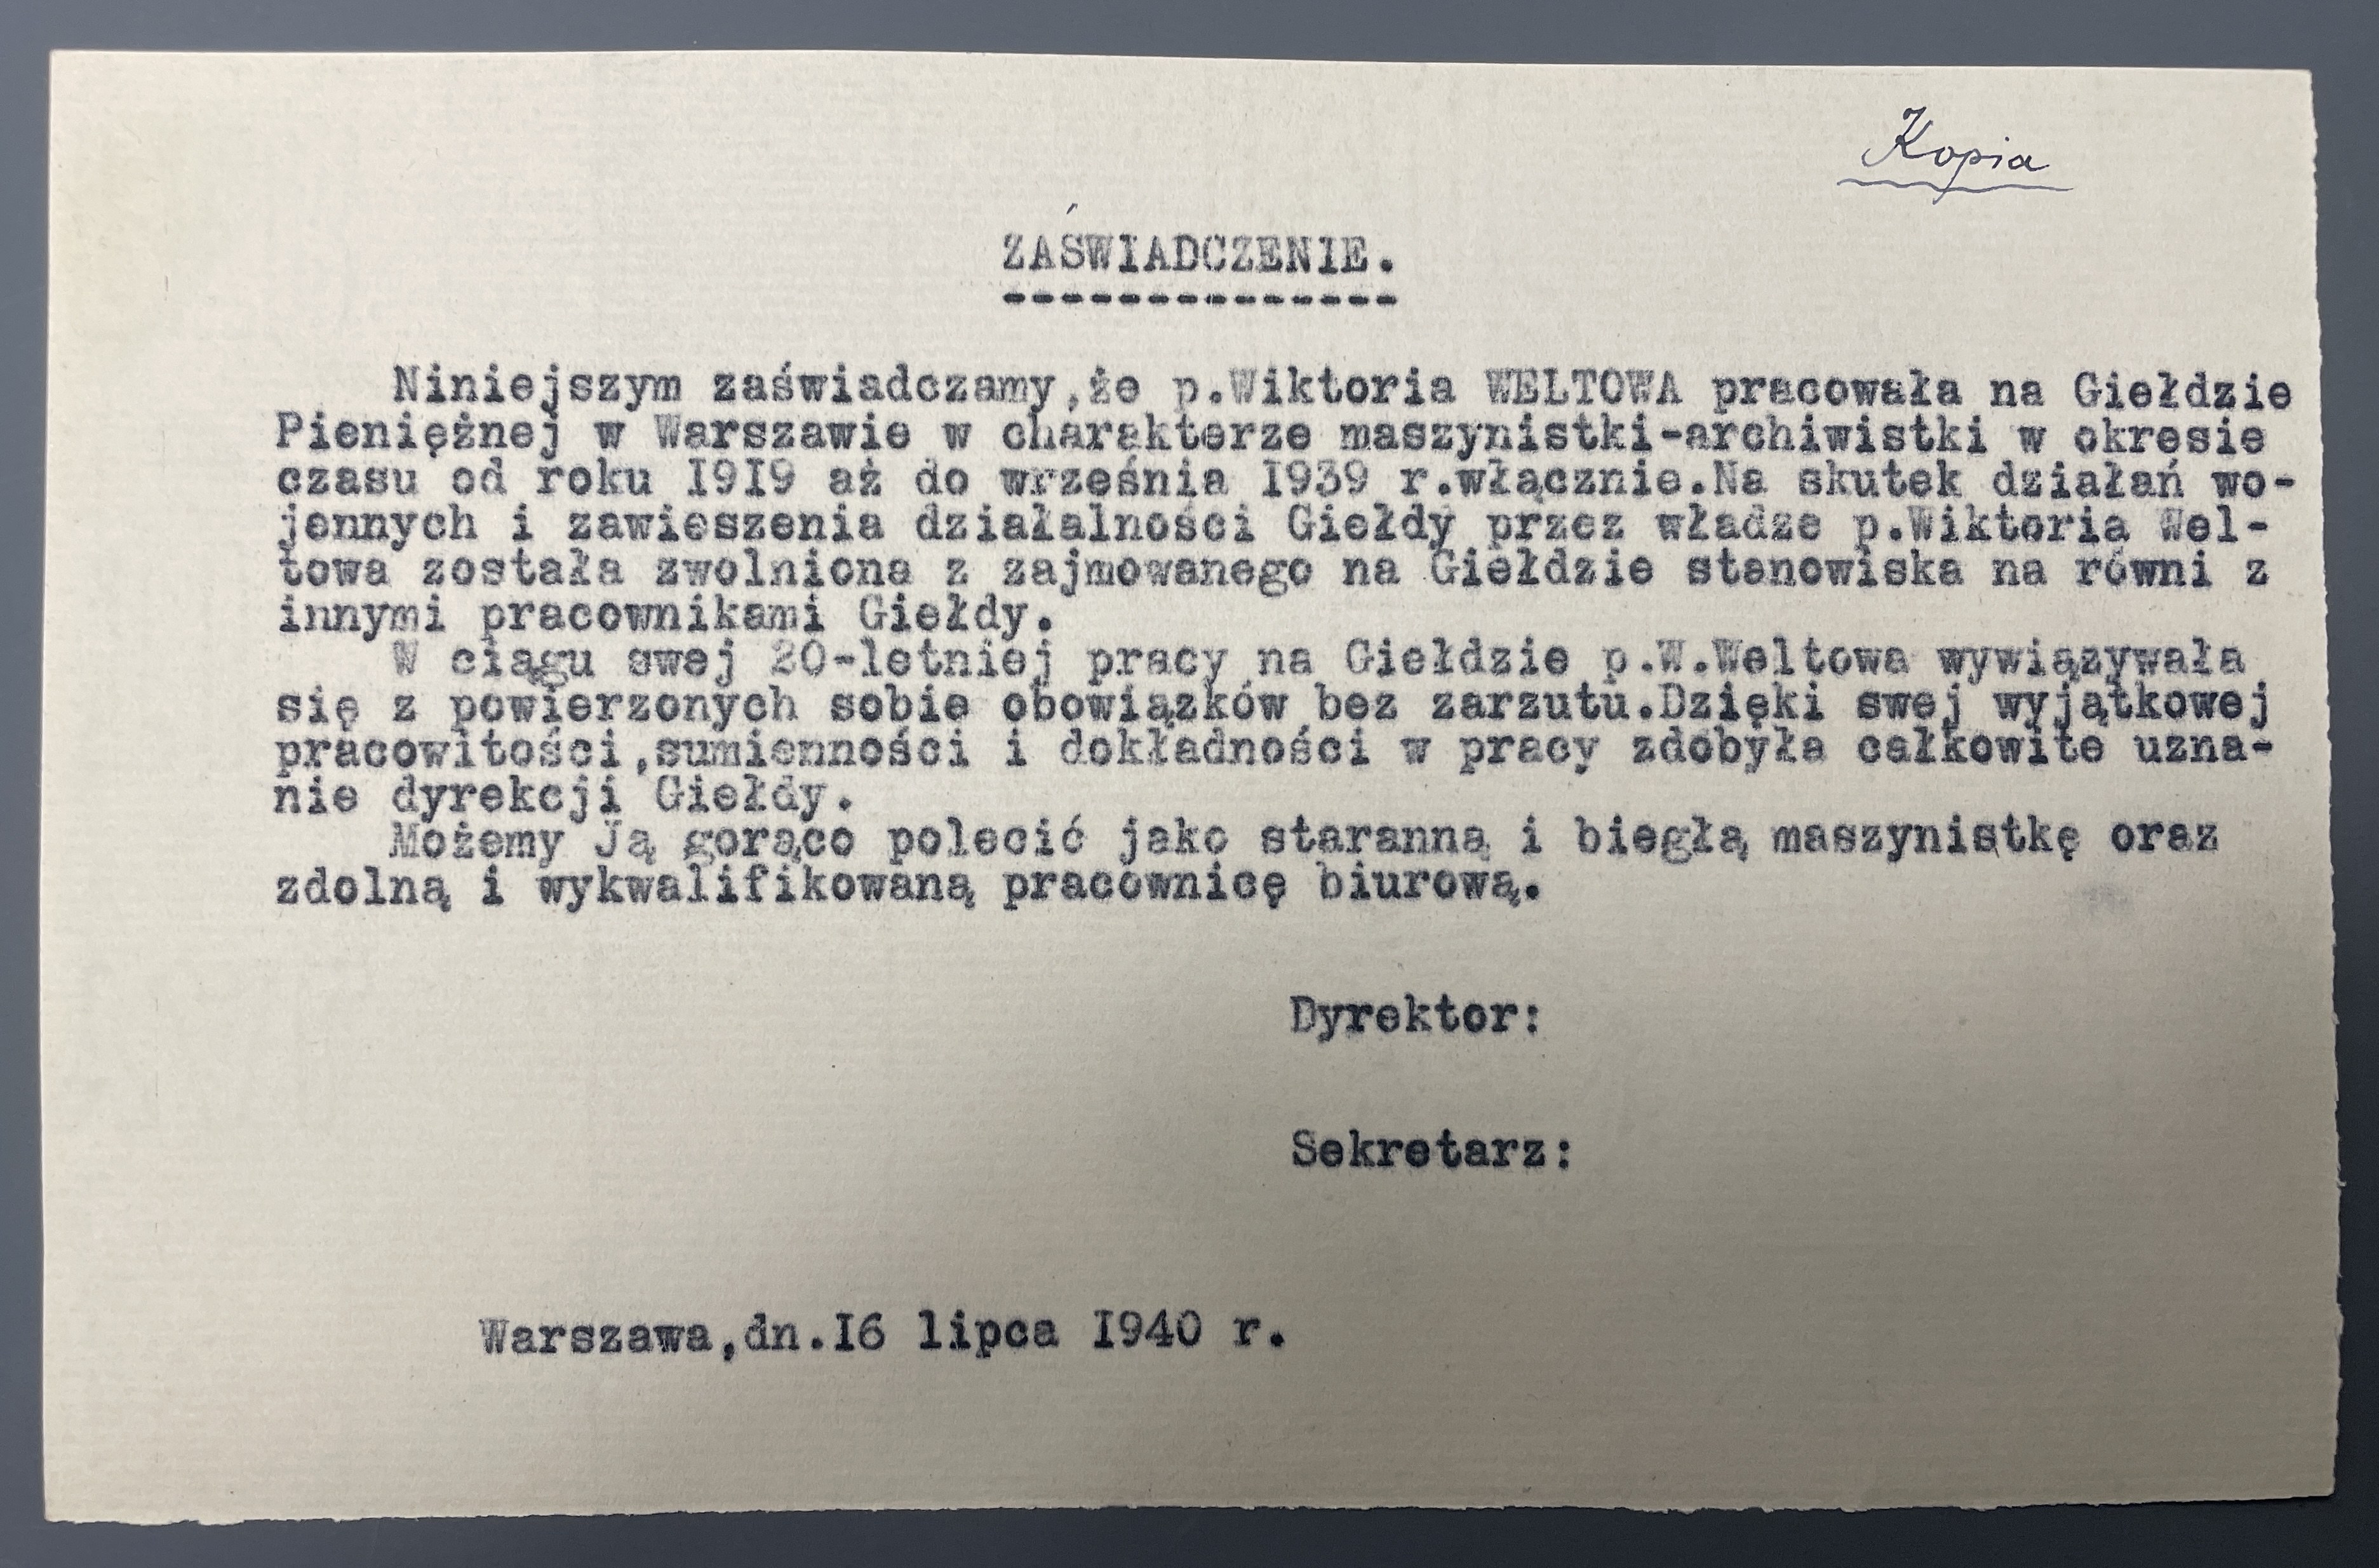 Kopia
ZAŚWIADCZENIE.
--------------
Niniejszym zaświadczamy,że p.Wiktoria WELTOWA pracowała na Giełdzie
Pieniężnej w Warszawie w charakterze maszynistki-archiwistki w okresie
czasu od roku I9I9 aż do września I939 r.włącznie.Na skutek działań wo-
jennych i zawieszenia działalności Giełdy przez władze p.Wiktoria Wel-
towa została zwolniona z zajmowanego na Giełdzie stanowiska na równi z
innymi pracownikami Giełdy.
W ciągu swej 20-letniej pracy na Giełdzie p.W.Weltowa wywiązywała
się z powierzonych sobie obowiązków bez zarzutu.Dzięki swej wyjątkowej
pracowitości,sumienności i dokładności w pracy zdobyła całkowite uzna-
nie dyrekcji Giełdy.
Możemy Ją gorąco polecić jako staranną i biegłą maszynistkę oraz
zdolną i wykwalifikowaną pracownicę biurową.
Dyrektor:
Sekretarz:
Warszawa,dn.I6 lipca I940 r.